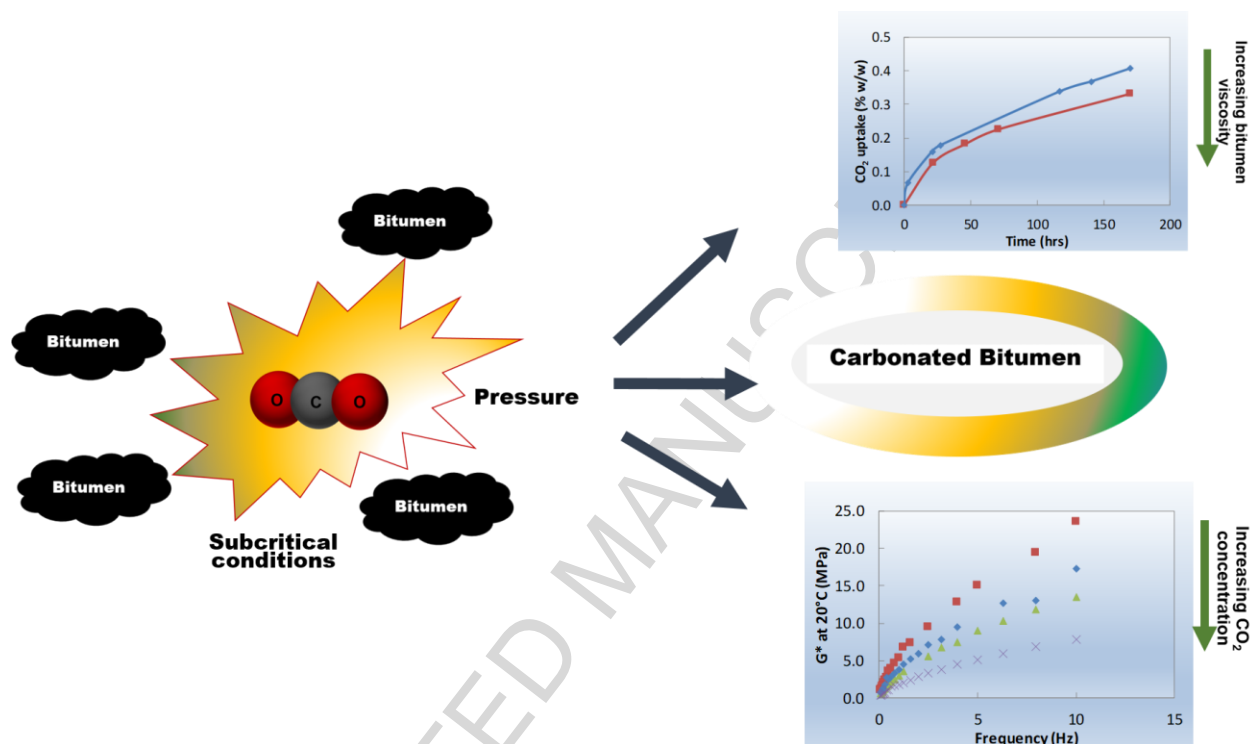 Bitumen
Bitumen
Bitumen
Bitumen
O C O
Pressure
Subcritical
conditions
CO₂ uptake (% w/w)
0.5
0.4
0.3
0.2
0.1
0.0
0 50 100 150 200
Time (hrs)
Increasing bitumen
viscosity
Carbonated Bitumen
G* at 20°C (MPa)
25.0
20.0
15.0
10.0
5.0
0.0
0 5 10 15
Frequency (Hz)
Increasing CO₂
concentration
TED MANUSC